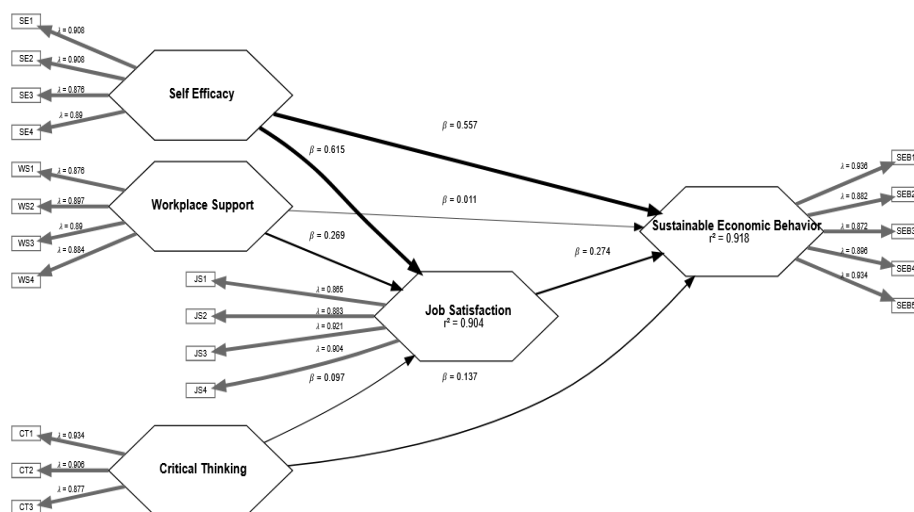 SE1
λ = 0.908
SE2
λ = 0.908
SE3
λ = 0.876
SE4
λ = 0.89
Self Efficacy
β = 0.557
β = 0.615
WS1
λ = 0.876
WS2
λ = 0.897
WS3
λ = 0.89
WS4
λ = 0.884
Workplace Support
β = 0.011
β = 0.269
SEB1
λ = 0.936
SEB2
λ = 0.882
SEB3
λ = 0.872
SEB4
λ = 0.896
SEB5
λ = 0.934
Sustainable Economic Behavior
r² = 0.918
β = 0.274
JS1
λ = 0.865
JS2
λ = 0.883
JS3
λ = 0.921
JS4
λ = 0.904
Job Satisfaction
r² = 0.904
β = 0.097
β = 0.137
CT1
λ = 0.934
CT2
λ = 0.906
CT3
λ = 0.877
Critical Thinking